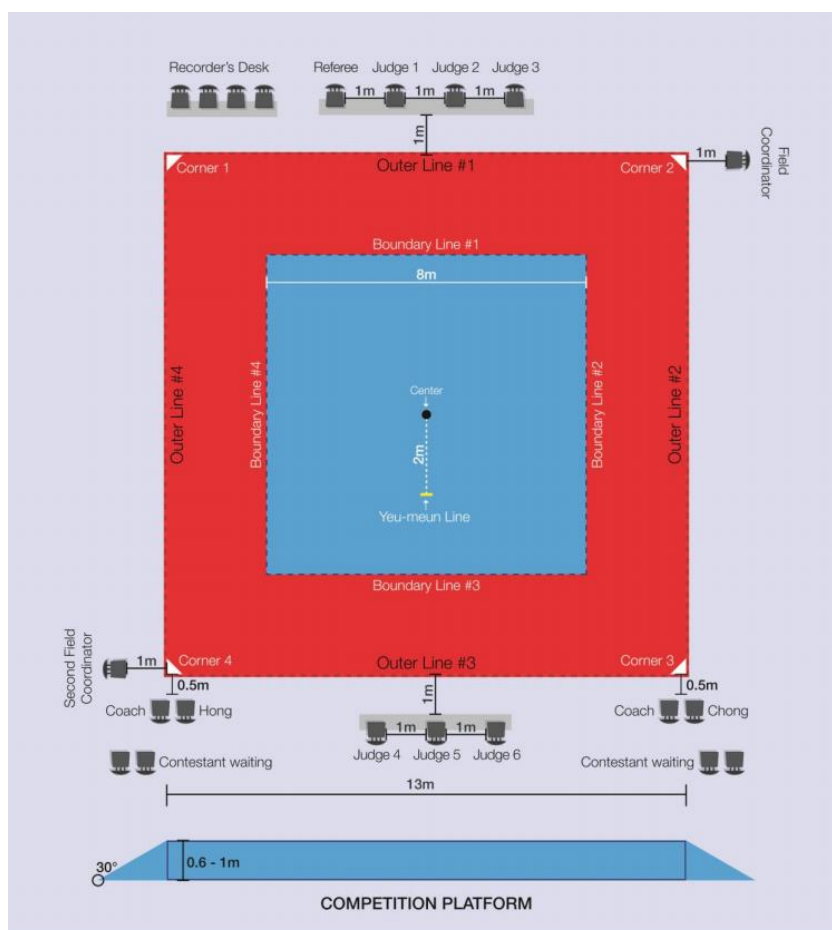 Recorder's Desk
Referee Judge 1 Judge 2 Judge 3
1m 1m 1m
1m
Corner 1
Outer Line #1
Corner 2
1m
Field
Coordinator
Boundary Line #1
8m
Outer Line #4
Boundary Line #4
Center
2m
Yeu-meun Line
Boundary Line #2
Outer Line #2
Boundary Line #3
Second Field
Coordinator
1m
Corner 4
Outer Line #3
Corner 3
0.5m
1m
0.5m
Coach Hong
Coach Chong
1m 1m
Judge 4 Judge 5 Judge 6
Contestant waiting
Contestant waiting
13m
30°
0.6 - 1m
COMPETITION PLATFORM